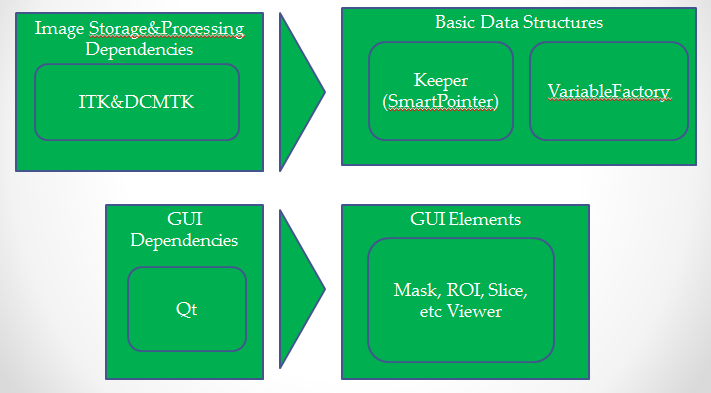 Image Storage&Processing
Dependencies
ITK&DCMTK
Basic Data Structures
Keeper
(SmartPointer)
VariableFactory
GUI
Dependencies
Qt
GUI Elements
Mask, ROI, Slice,
etc Viewer